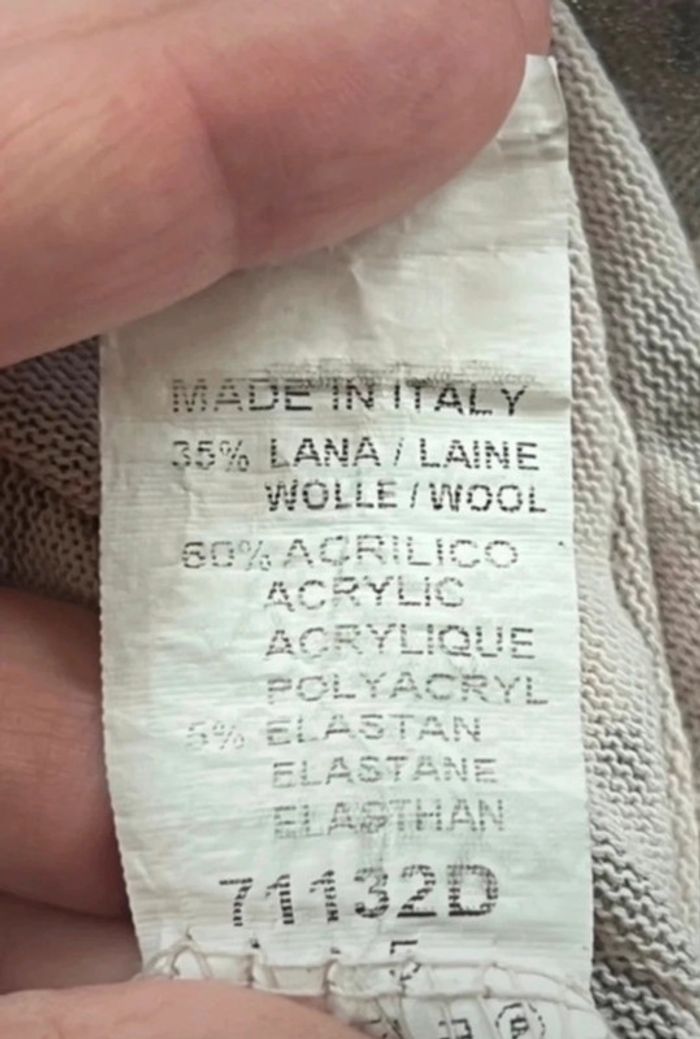 MADE IN ITALY
35% LANA / LAINE
WOLLE / WOOL
60% ACRILICO
ACRYLIC
ACRYLIQUE
POLYACRYL
5% ELASTAN
ELASTANE
ELASTHAN
71132D